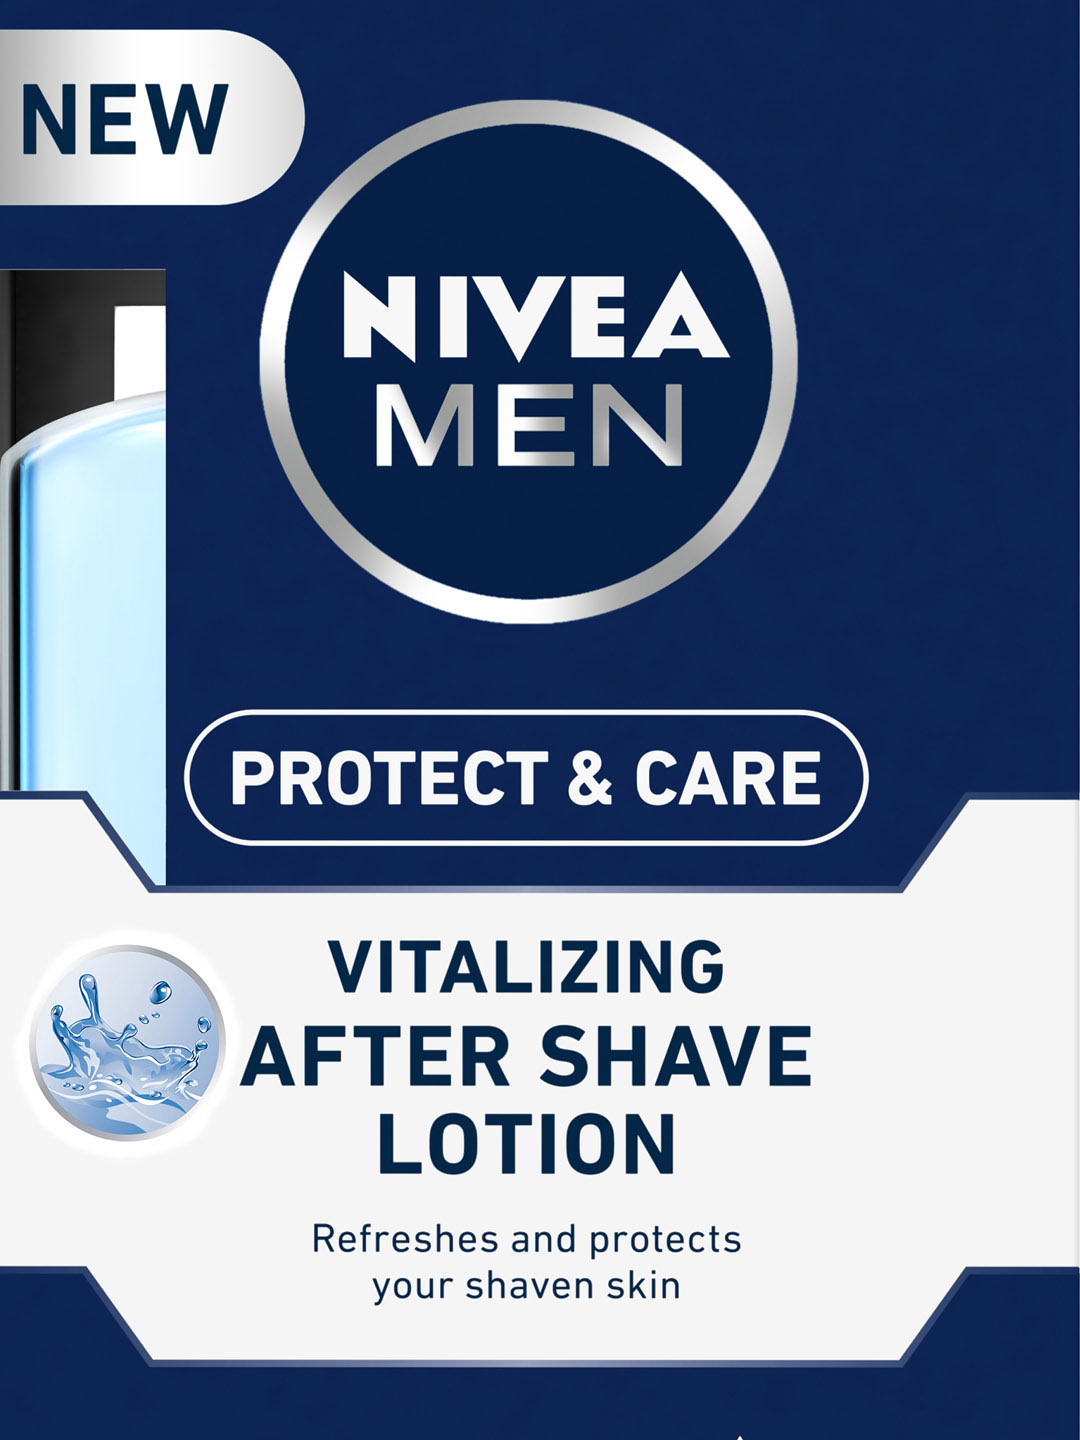 NEW
NIVEA
MEN
PROTECT & CARE
VITALIZING
AFTER SHAVE
LOTION
Refreshes and protects
your shaven skin